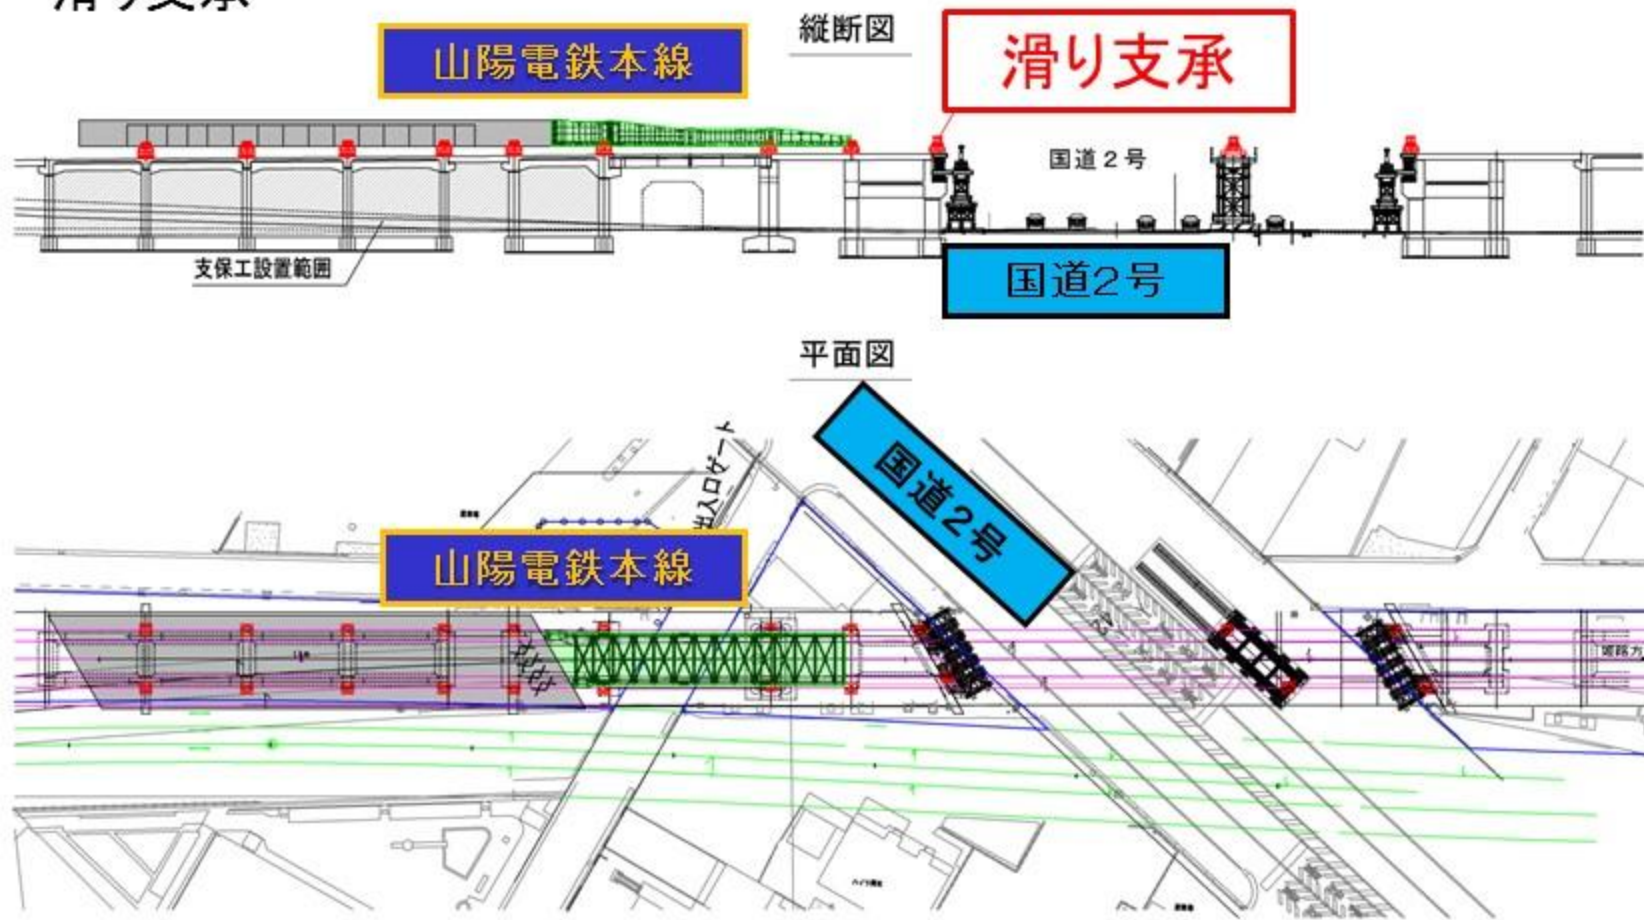 滑り支承
縦断図
山陽電鉄本線
滑り支承
国道２号
支保工設置範囲
国道2号
平面図
国道2号
出入口ゲート
山陽電鉄本線